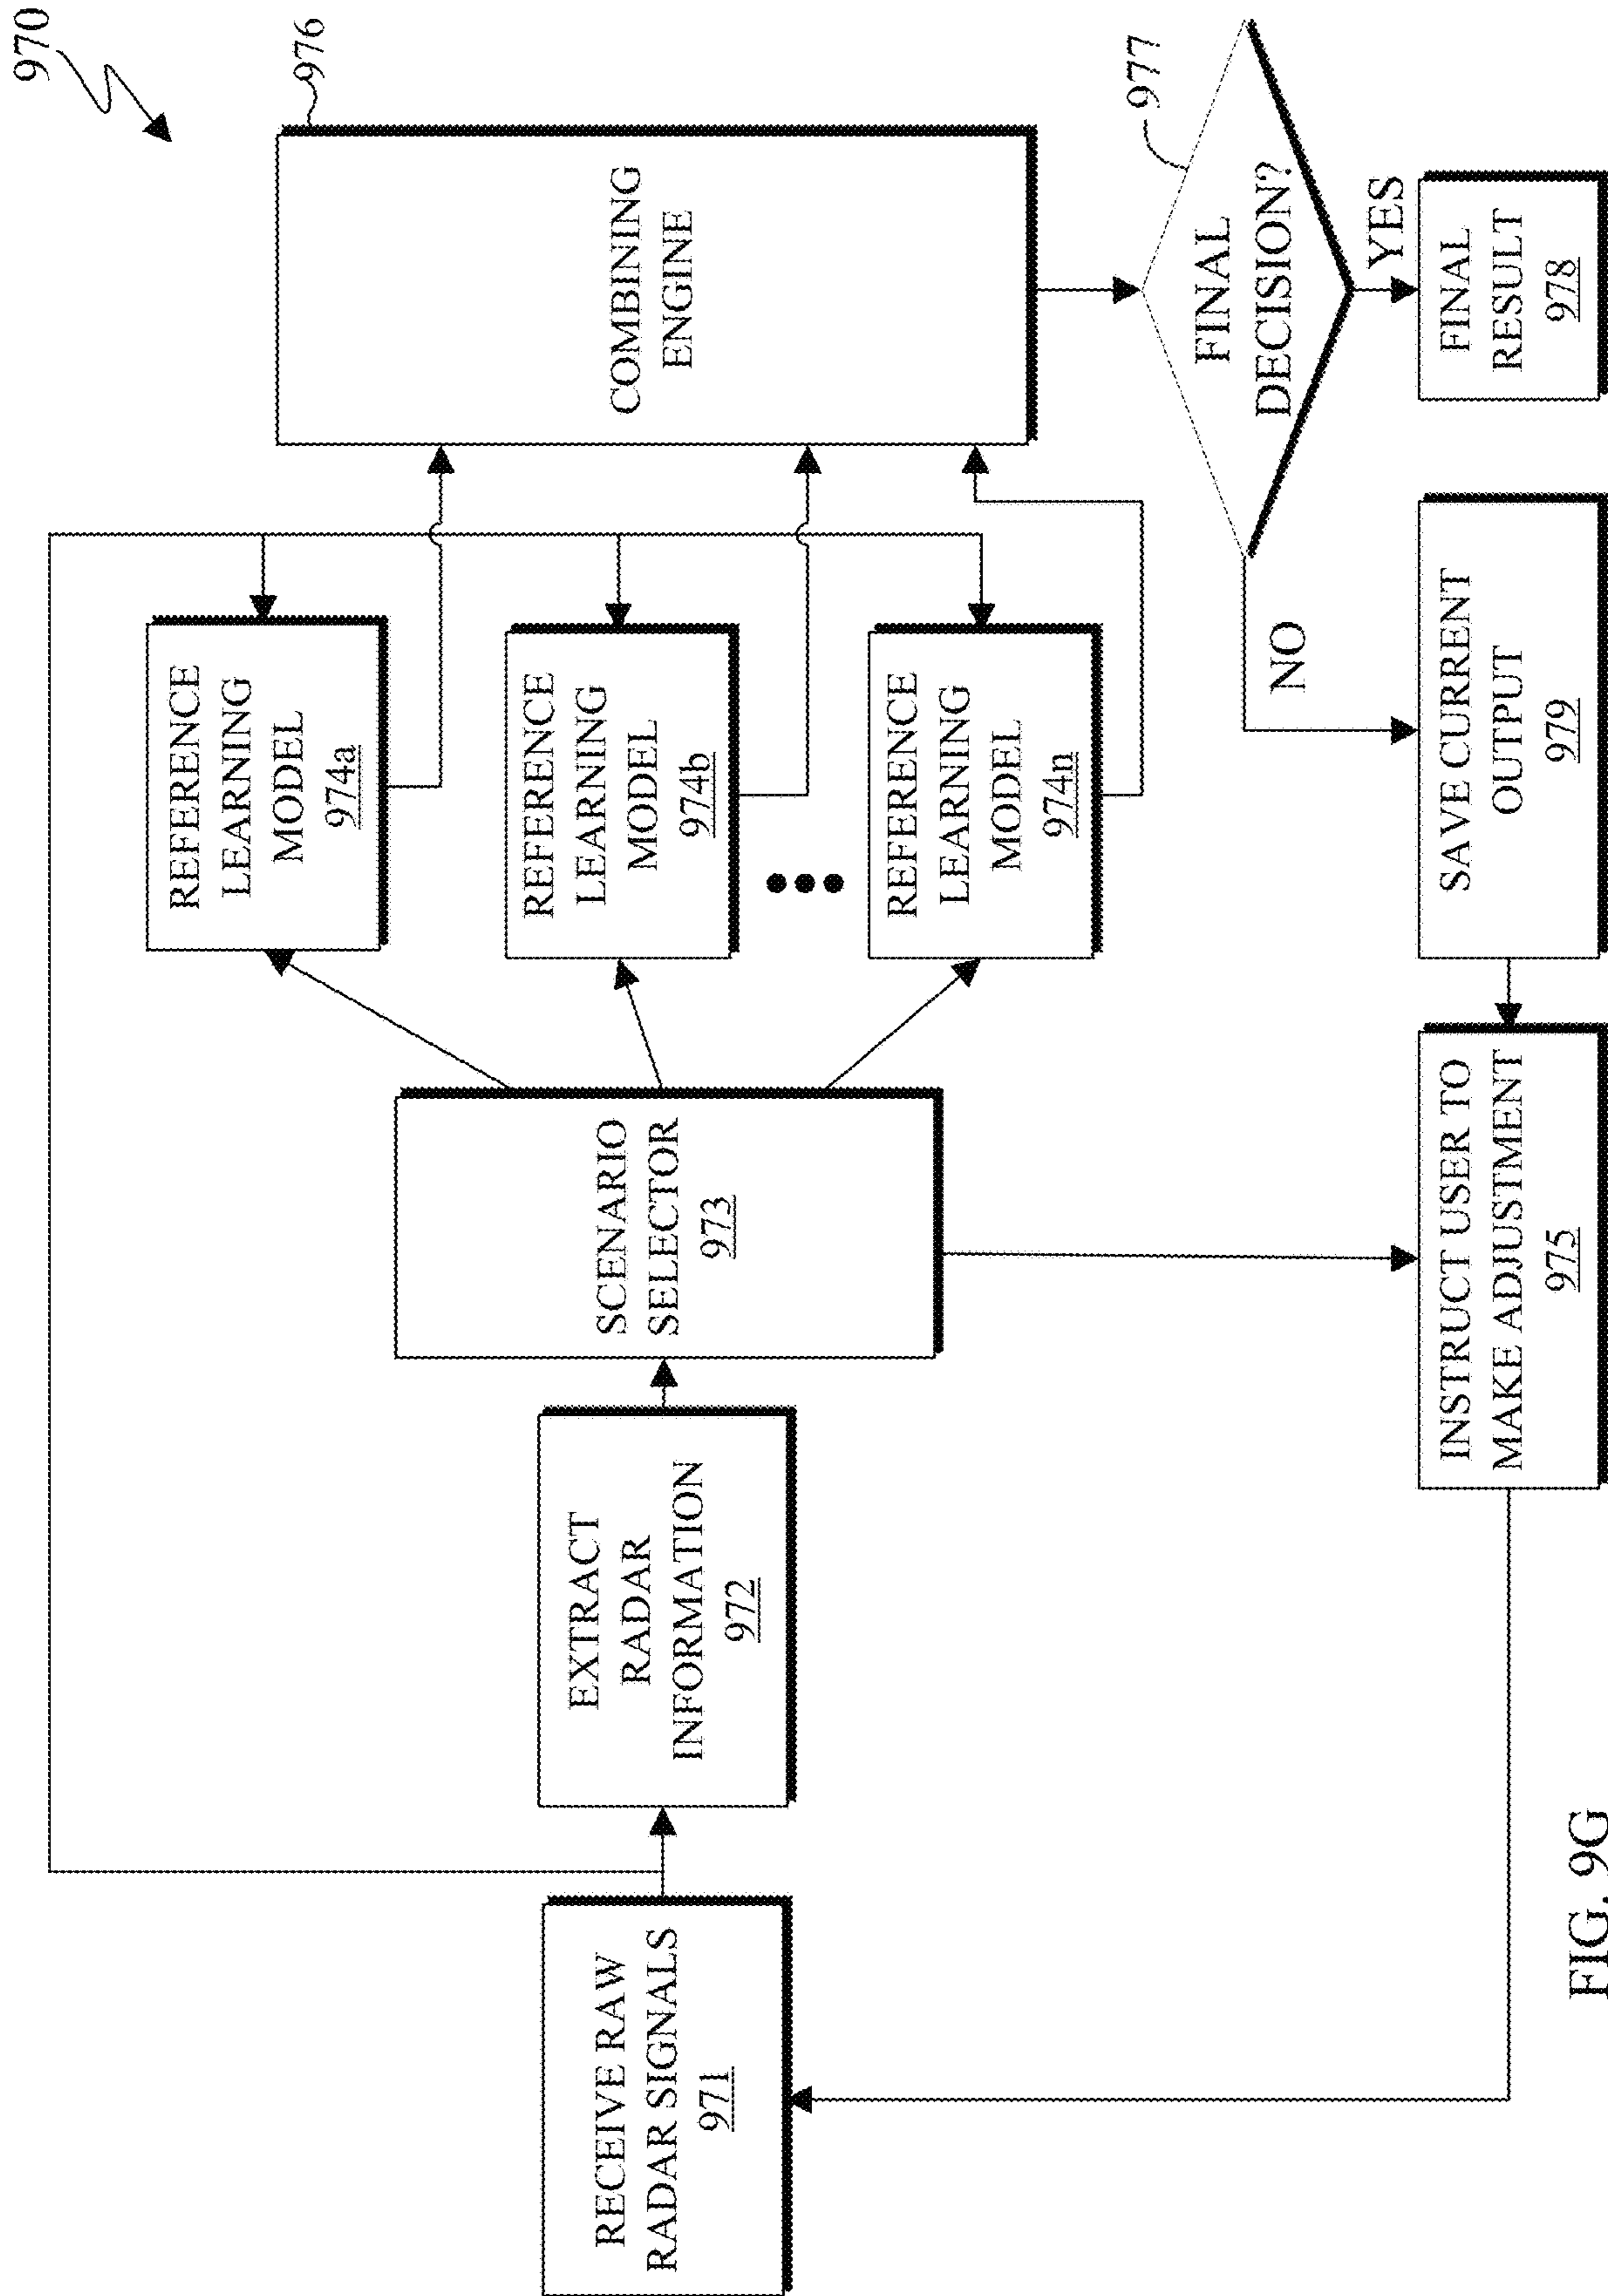 970
RECEIVE RAW
RADAR SIGNALS
971
EXTRACT
RADAR
INFORMATION
972
SCENARIO
SELECTOR
973
REFERENCE
LEARNING
MODEL
974a
REFERENCE
LEARNING
MODEL
974b
REFERENCE
LEARNING
MODEL
974n
COMBINING
ENGINE
976
FINAL
DECISION?
977
YES
NO
FINAL
RESULT
978
SAVE CURRENT
OUTPUT
979
INSTRUCT USER TO
MAKE ADJUSTMENT
975
FIG. 9G